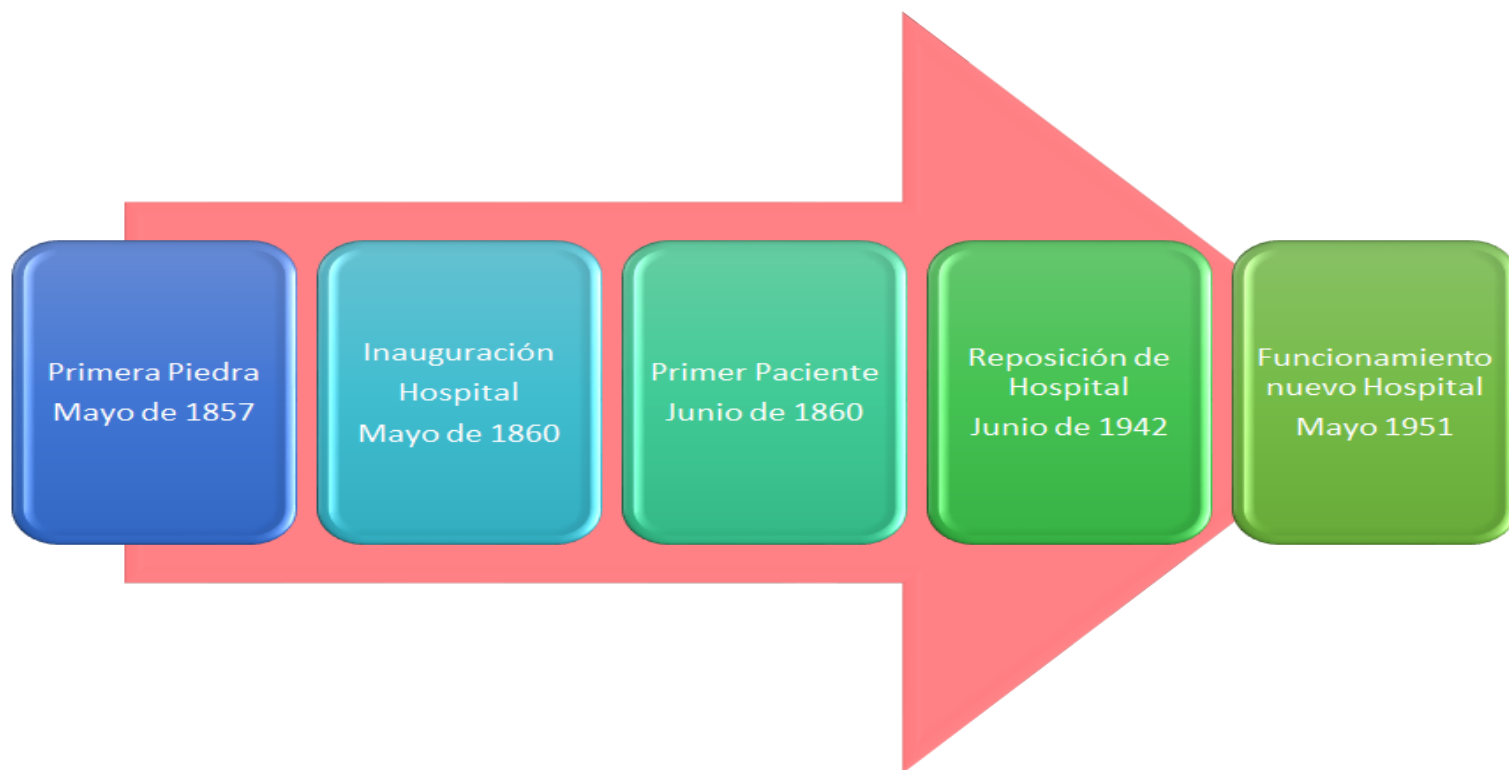 Primera Piedra
Mayo de 1857
Inauguración
Hospital
Mayo de 1860
Primer Paciente
Junio de 1860
Reposición de
Hospital
Junio de 1942
Funcionamiento
nuevo Hospital
Mayo 1951